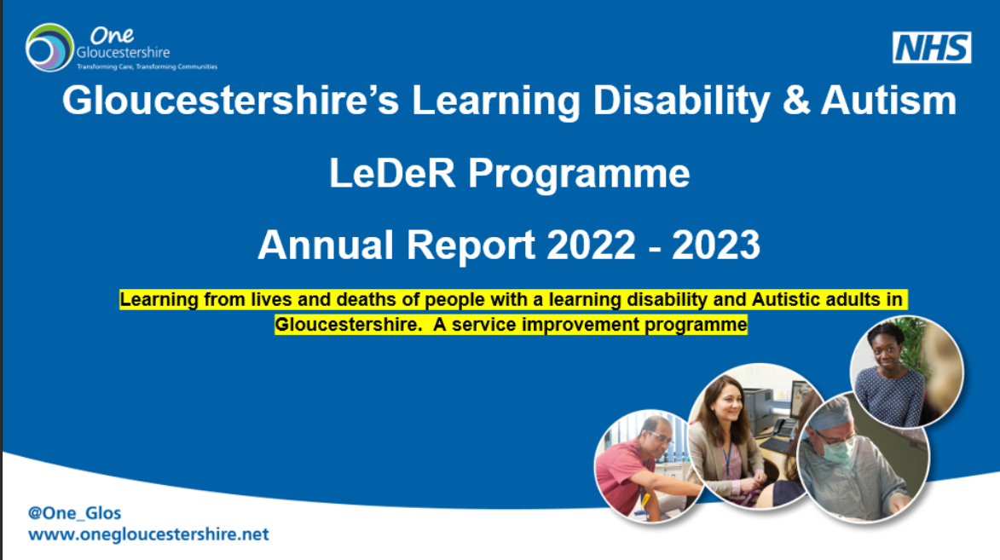 One
Gloucestershire
Transforming Care, Transforming Communities
NHS
Gloucestershire’s Learning Disability & Autism
LeDeR Programme
Annual Report 2022 - 2023
Learning from lives and deaths of people with a learning disability and Autistic adults in
Gloucestershire.  A service improvement programme
@One_Glos
www.onegloucestershire.net